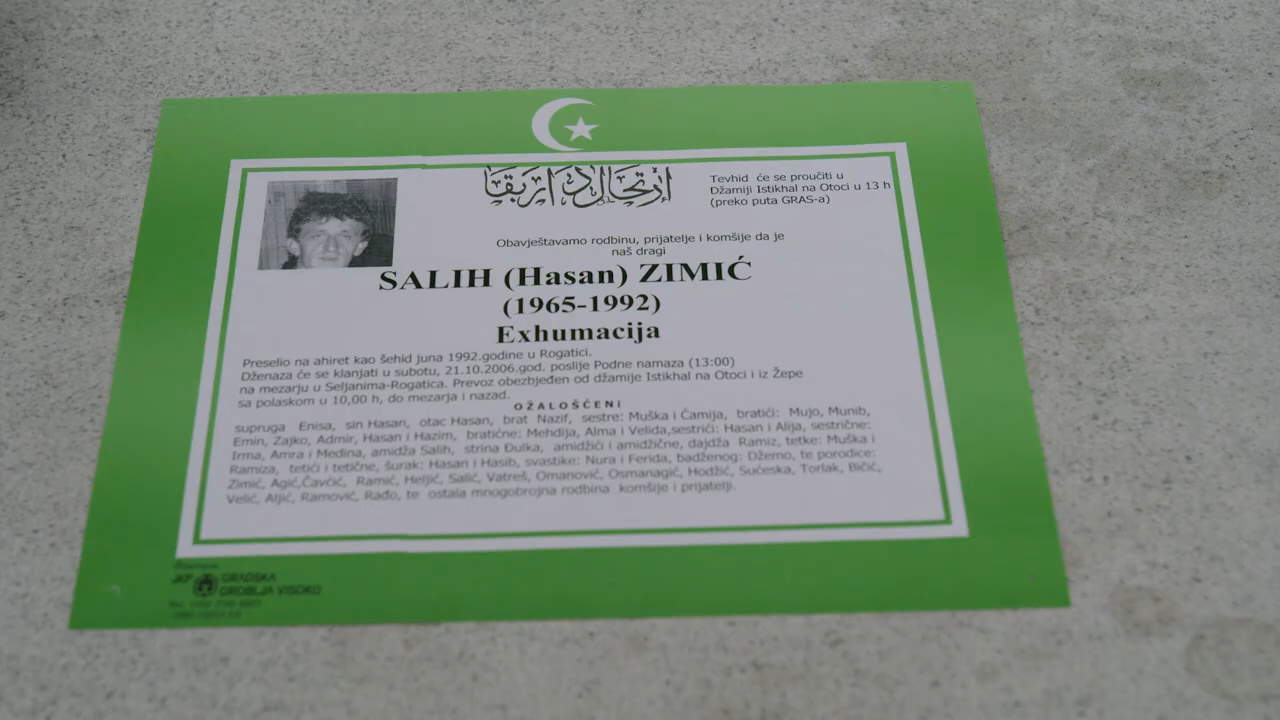 Tevhid će se proučiti u
Džamiji Istikhal na Otoci u 13 h
(preko puta GRAS-a)
Obavještavamo rodbinu, prijatelje i komšije da je
naš dragi
SALIH (Hasan) ZIMIĆ
(1965-1992)
Exhumacija
Preselio na ahiret kao šehid juna 1992.godine u Rogatici.
Dženaza će se klanjati u subotu, 21.10.2006.god. poslije Podne namaza (13:00)
na mezarju u Seljanima-Rogatica. Prevoz obezbjeđen od džamije Istikhal na Otoci i iz Žepe
sa polaskom u 10,00 h, do mezarja i nazad.
OŽALOŠĆENI
supruga Enisa, sin Hasan, otac Hasan, brat Nazif, sestre: Muška i Ćamija, bratići: Mujo, Munib,
Emin, Zajko, Admir, Hasan i Hazim, bratićne: Mehdija, Alma i Velida,sestrići: Hasan i Alija, sestrične:
Irma, Amra i Medina, amidža Salih, strina Đulka, amidžići i amidžične, dajdža Ramiz, tetke: Muška i
Ramiza, tetići i tetične, šurak: Hasan i Hasib, svastike: Nura i Ferida, badženog: Džemo, te porodice:
Zimić, Agić,Čavčić, Ramić, Heljić, Salić, Vatreš, Omanović, Osmanagić, Hodžić, Sućeska, Torlak, Bičić,
Velić, Aljić, Ramović, Rađo, te ostala mnogobrojna rodbina komšije i prijatelji.
JKP GRADSKA
GROBLJA VISOKO